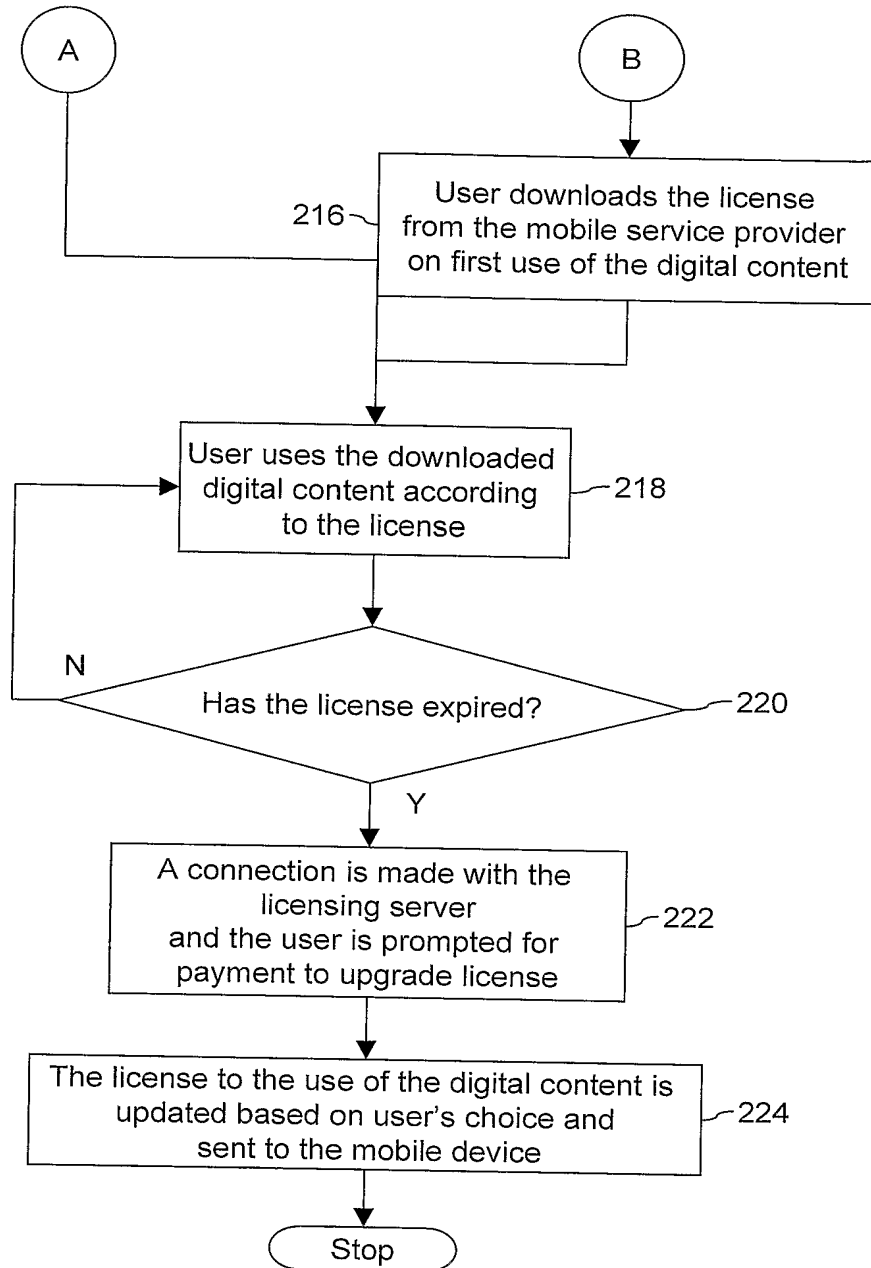 A
B
216
User downloads the license
from the mobile service provider
on first use of the digital content
User uses the downloaded
digital content according
to the license
218
N
Has the license expired?
220
Y
A connection is made with the
licensing server
and the user is prompted for
payment to upgrade license
222
The license to the use of the digital content is
updated based on user's choice and
sent to the mobile device
224
Stop